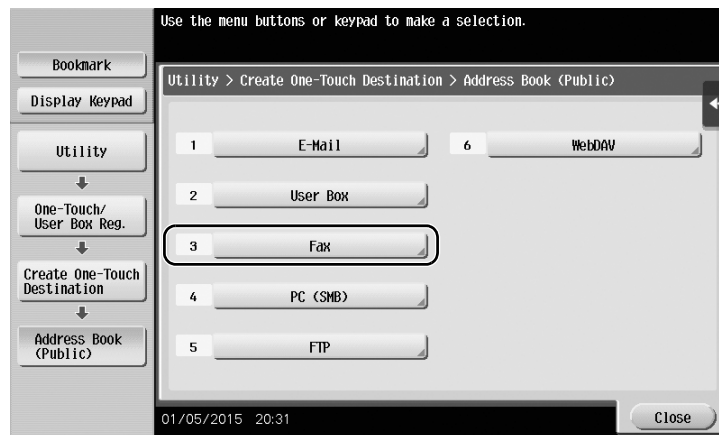 Use the menu buttons or keypad to make a selection.
Bookmark
Display Keypad
Utility
One-Touch/
User Box Reg.
Create One-Touch
Destination
Address Book
(Public)
Utility > Create One-Touch Destination > Address Book (Public)
1 E-Mail
2 User Box
3 Fax
4 PC (SMB)
5 FTP
6 WebDAV
01/05/2015 20:31
Close